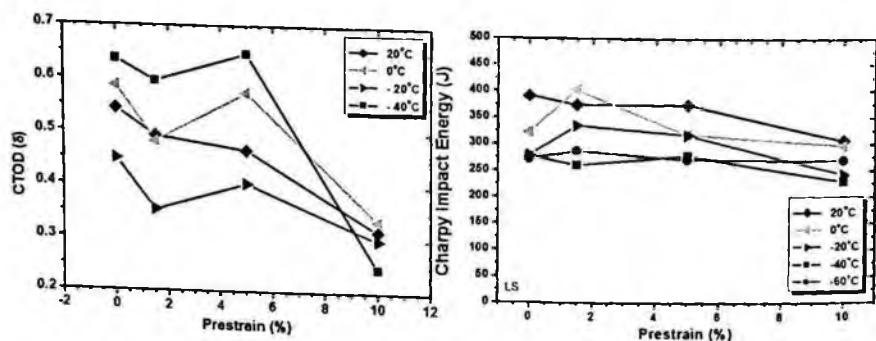 0.7
0.6
0.5
0.4
0.3
0.2
CTOD (δ)
-2
0
2
4
6
8
10
12
Prestrain (%)
20°C
0°C
- 20°C
- 40°C
500
450
400
350
300
250
200
150
100
50
0
Charpy Impact Energy (J)
LS
0
2
4
6
8
10
Prestrain (%)
20°C
0°C
-20°C
-40°C
-60°C